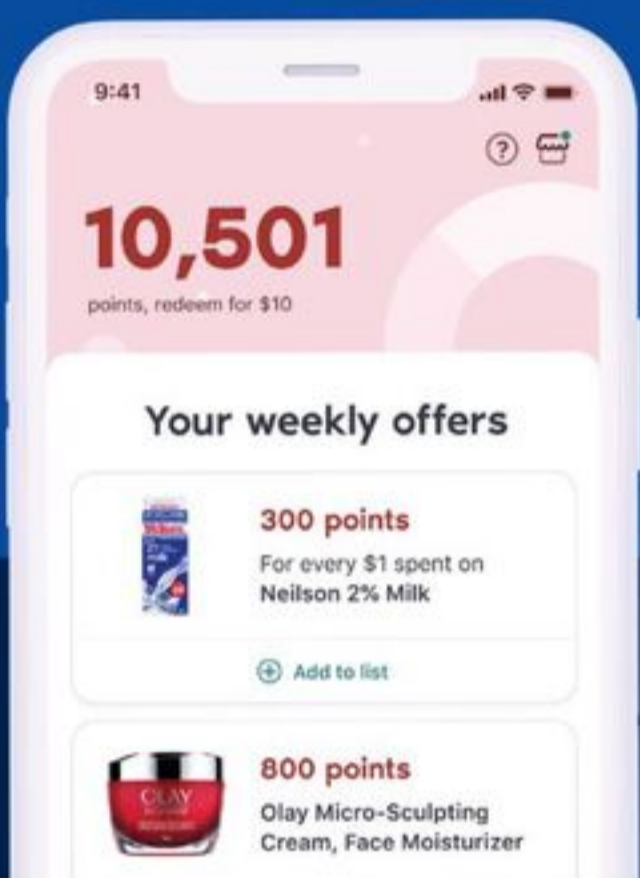 9:41
10,501
points, redeem for $10
Your weekly offers
300 points
For every $1 spent on
Neilson 2% Milk
Add to list
OLAY
800 points
Olay Micro-Sculpting
Cream, Face Moisturizer